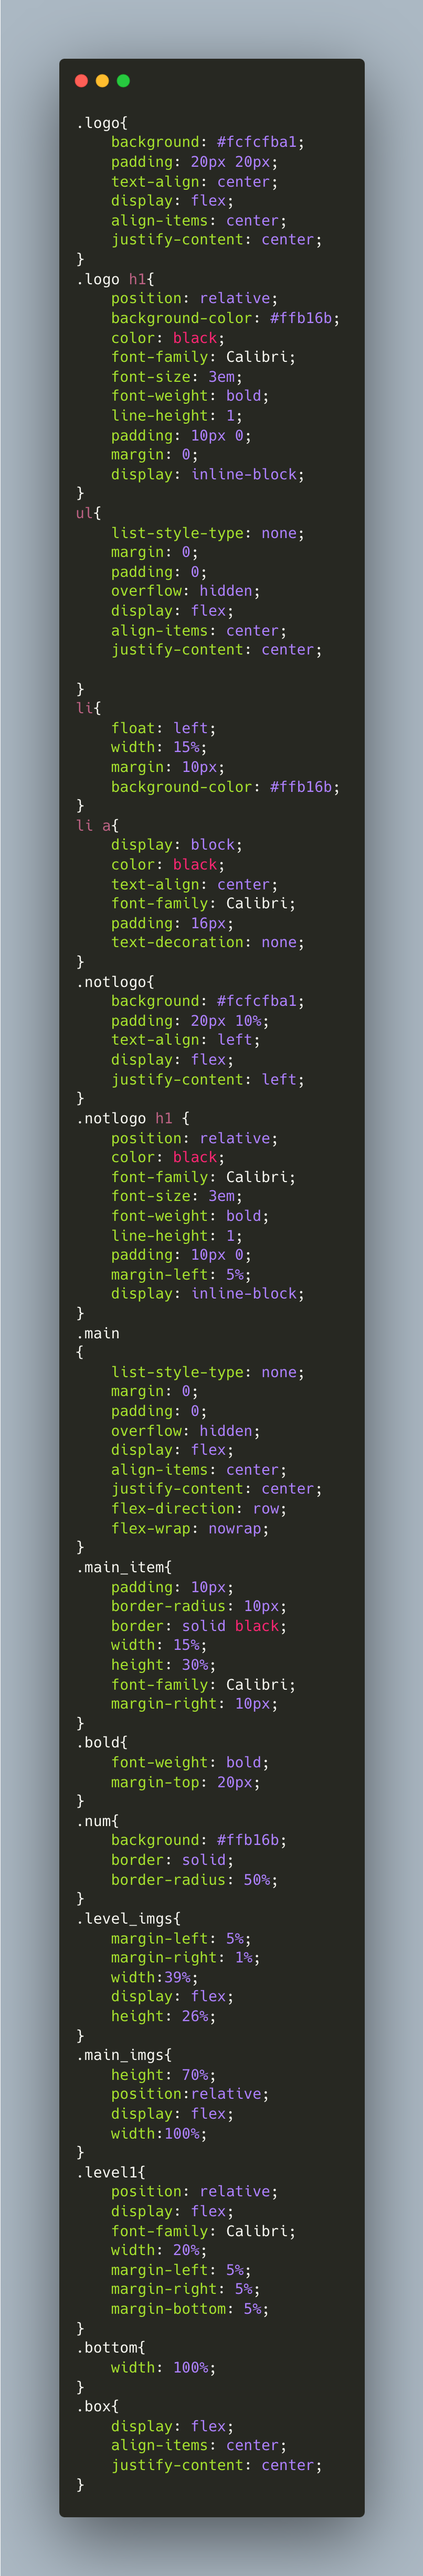 .logo{
    background: #fcfcfba1;
    padding: 20px 20px;
    text-align: center;
    display: flex;
    align-items: center;
    justify-content: center;
}
.logo h1{
    position: relative;
    background-color: #ffb16b;
    color: black;
    font-family: Calibri;
    font-size: 3em;
    font-weight: bold;
    line-height: 1;
    padding: 10px 0;
    margin: 0;
    display: inline-block;
}
ul{
    list-style-type: none;
    margin: 0;
    padding: 0;
    overflow: hidden;
    display: flex;
    align-items: center;
    justify-content: center;

}
li{
    float: left;
    width: 15%;
    margin: 10px;
    background-color: #ffb16b;
}
li a{
    display: block;
    color: black;
    text-align: center;
    font-family: Calibri;
    padding: 16px;
    text-decoration: none;
}
.notlogo{
    background: #fcfcfba1;
    padding: 20px 10%;
    text-align: left;
    display: flex;
    justify-content: left;
}
.notlogo h1 {
    position: relative;
    color: black;
    font-family: Calibri;
    font-size: 3em;
    font-weight: bold;
    line-height: 1;
    padding: 10px 0;
    margin-left: 5%;
    display: inline-block;
}
.main
{
    list-style-type: none;
    margin: 0;
    padding: 0;
    overflow: hidden;
    display: flex;
    align-items: center;
    justify-content: center;
    flex-direction: row;
    flex-wrap: nowrap;
}
.main_item{
    padding: 10px;
    border-radius: 10px;
    border: solid black;
    width: 15%;
    height: 30%;
    font-family: Calibri;
    margin-right: 10px;
}
.bold{
    font-weight: bold;
    margin-top: 20px;
}
.num{
    background: #ffb16b;
    border: solid;
    border-radius: 50%;
}
.level_imgs{
    margin-left: 5%;
    margin-right: 1%;
    width:39%;
    display: flex;
    height: 26%;
}
.main_imgs{
    height: 70%;
    position:relative;
    display: flex;
    width:100%;
}
.level1{
    position: relative;
    display: flex;
    font-family: Calibri;
    width: 20%;
    margin-left: 5%;
    margin-right: 5%;
    margin-bottom: 5%;
}
.bottom{
    width: 100%;
}
.box{
    display: flex;
    align-items: center;
    justify-content: center;
}